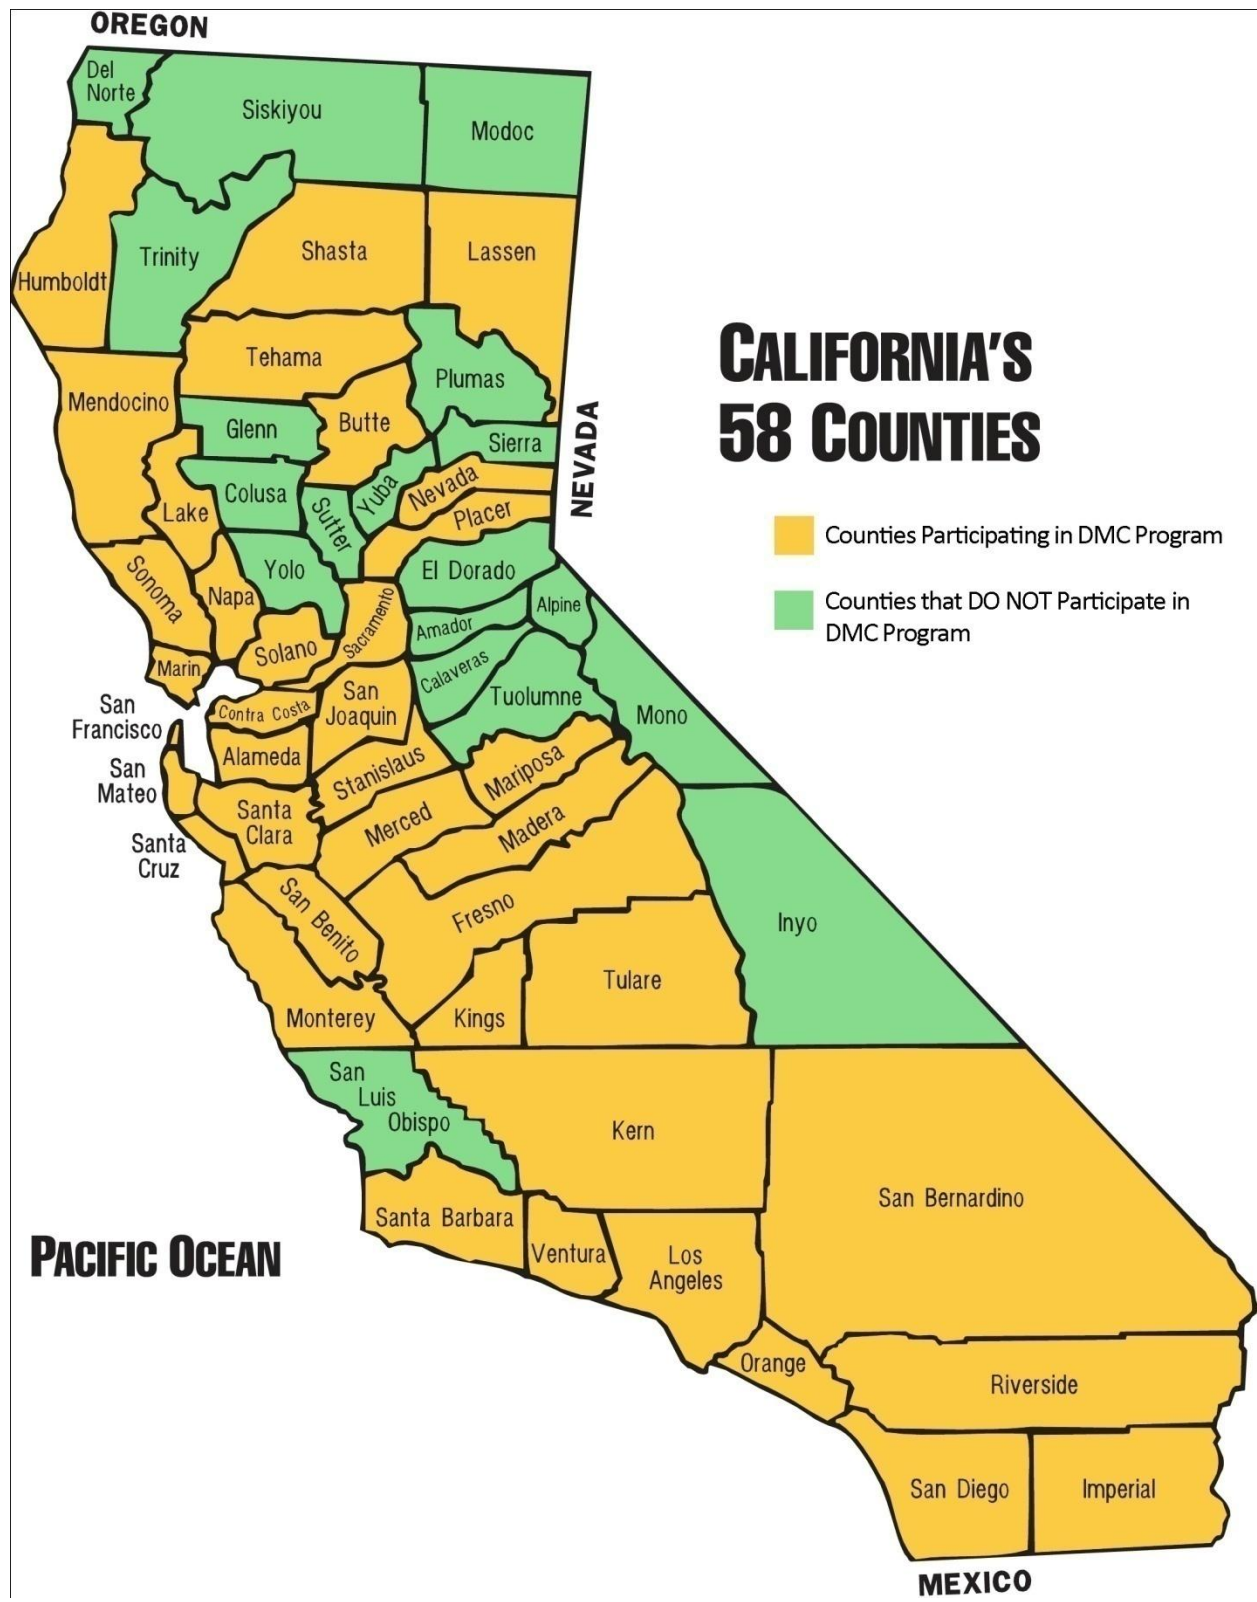 OREGON
Del
Norte
Siskiyou
Modoc
Trinity
Shasta
Lassen
Humboldt
Tehama
Plumas
Mendocino
Butte
Glenn
Sierra
Colusa
Lake
Sutter
Yuba
Nevada
Placer
NEVADA
CALIFORNIA'S
58 COUNTIES
Counties Participating in DMC Program
Counties that DO NOT Participate in
DMC Program
Sonoma
Napa
Yolo
El Dorado
Alpine
Amador
Sacramento
Solano
Marin
Calaveras
Tuolumne
Mono
San
Francisco
Contra Costa
San
Joaquin
Alameda
Stanislaus
Mariposa
San
Mateo
Santa
Clara
Merced
Madera
Santa
Cruz
San Benito
Fresno
Inyo
Monterey
Kings
Tulare
San
Luis
Obispo
Kern
San Bernardino
Santa Barbara
Ventura
Los
Angeles
PACIFIC OCEAN
Orange
Riverside
San Diego
Imperial
MEXICO